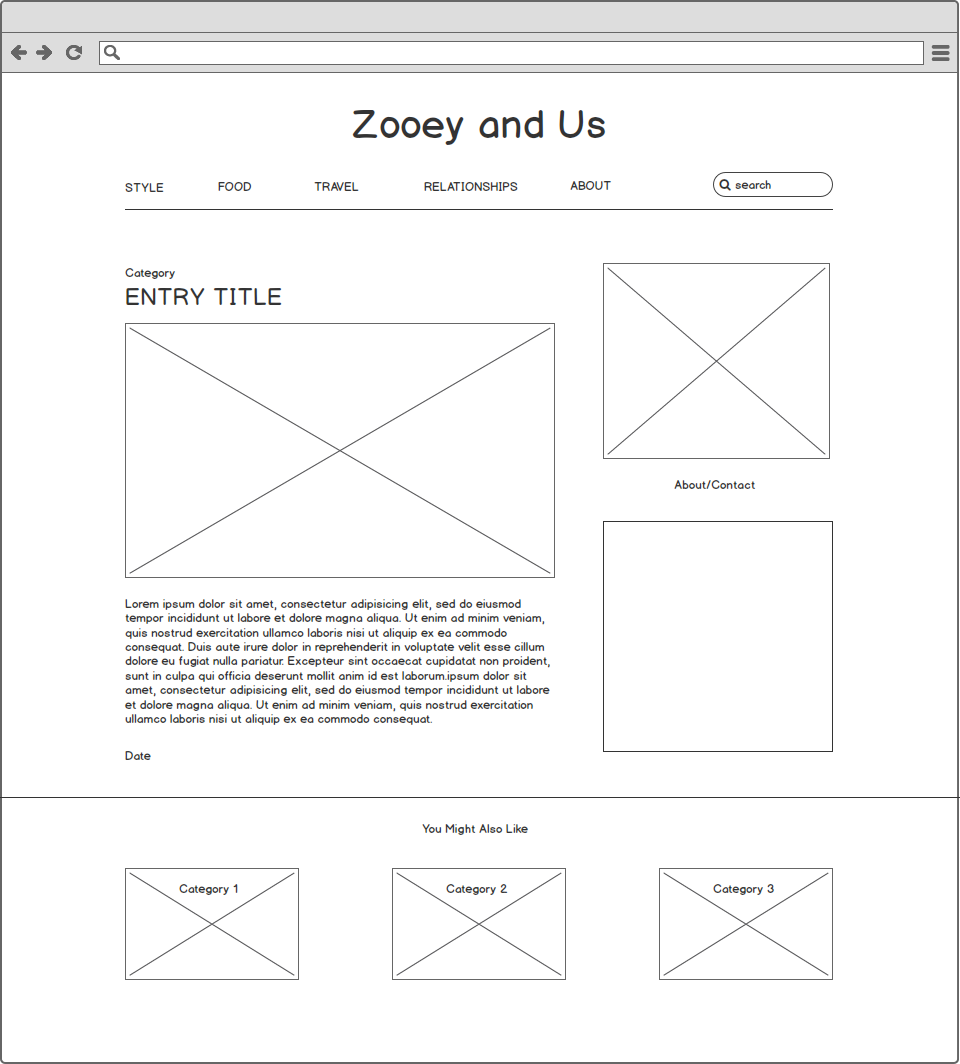 Zooey and Us
STYLE FOOD TRAVEL RELATIONSHIPS ABOUT search
Category
ENTRY TITLE
About/Contact
Lorem ipsum dolor sit amet, consectetur adipisicing elit, sed do eiusmod
tempor incididunt ut labore et dolore magna aliqua. Ut enim ad minim veniam,
quis nostrud exercitation ullamco laboris nisi ut aliquip ex ea commodo
consequat. Duis aute irure dolor in reprehenderit in voluptate velit esse cillum
dolore eu fugiat nulla pariatur. Excepteur sint occaecat cupidatat non proident,
sunt in culpa qui officia deserunt mollit anim id est laborum.ipsum dolor sit
amet, consectetur adipisicing elit, sed do eiusmod tempor incididunt ut labore
et dolore magna aliqua. Ut enim ad minim veniam, quis nostrud exercitation
ullamco laboris nisi ut aliquip ex ea commodo consequat.
Date
You Might Also Like
Category 1 Category 2 Category 3